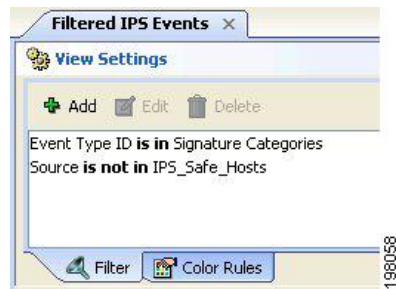 Filtered IPS Events
View Settings
Add Edit Delete
Event Type ID is in Signature Categories
Source is not in IPS_Safe_Hosts
Filter Color Rules
198058